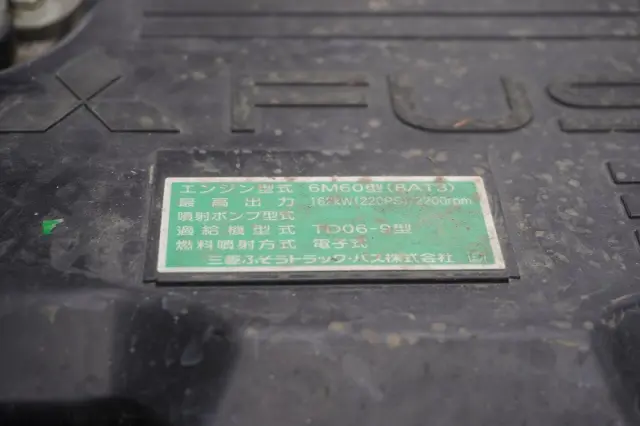 FUS
エンジン型式 6M60型(8AT3)
最高出力 162kW(220PS)/2200rpm
噴射ポンプ型式
過給機型式 TD06-9型
燃料噴射方式 電子式
三菱ふそうトラック・バス株式会社